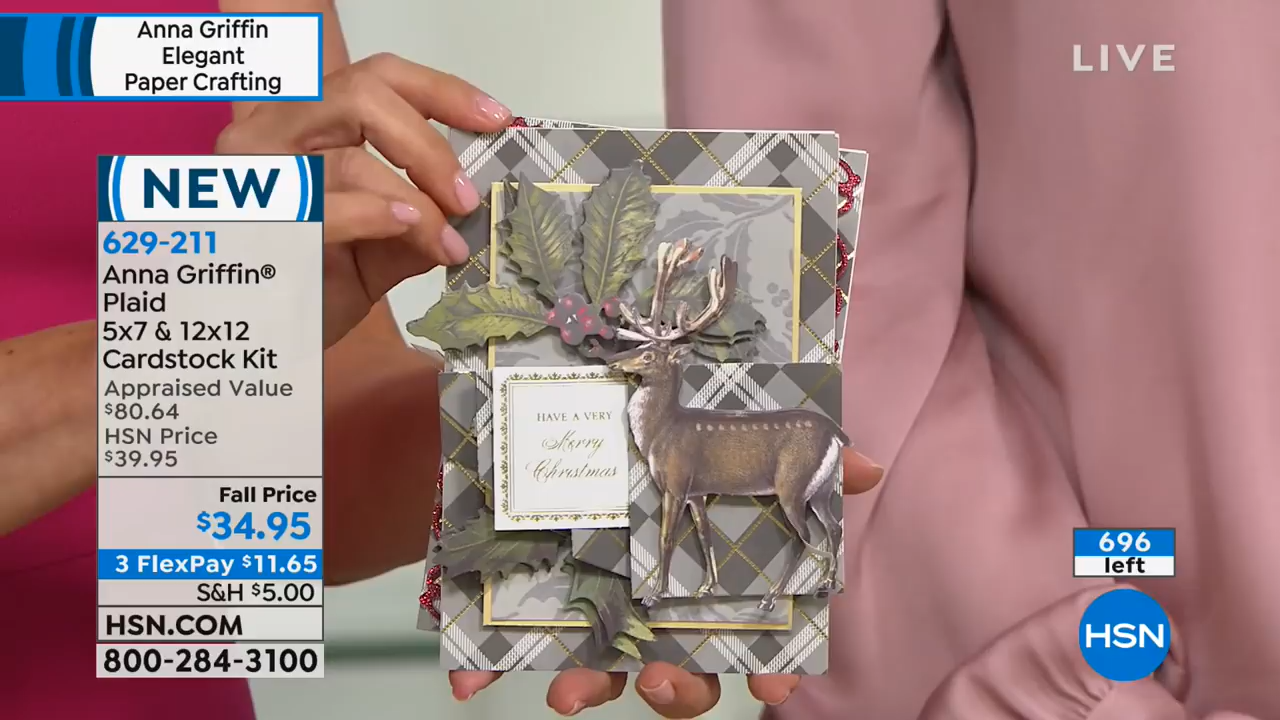 Anna Griffin
Elegant
Paper Crafting
LIVE
NEW
629-211
Anna Griffin®
Plaid
5x7 & 12x12
Cardstock Kit
Appraised Value
$80.64
HSN Price
$39.95
Fall Price
$34.95
3 FlexPay $11.65
S&H $5.00
HSN.COM
800-284-3100
HAVE A VERY
Merry
Christmas
696
left
HSN